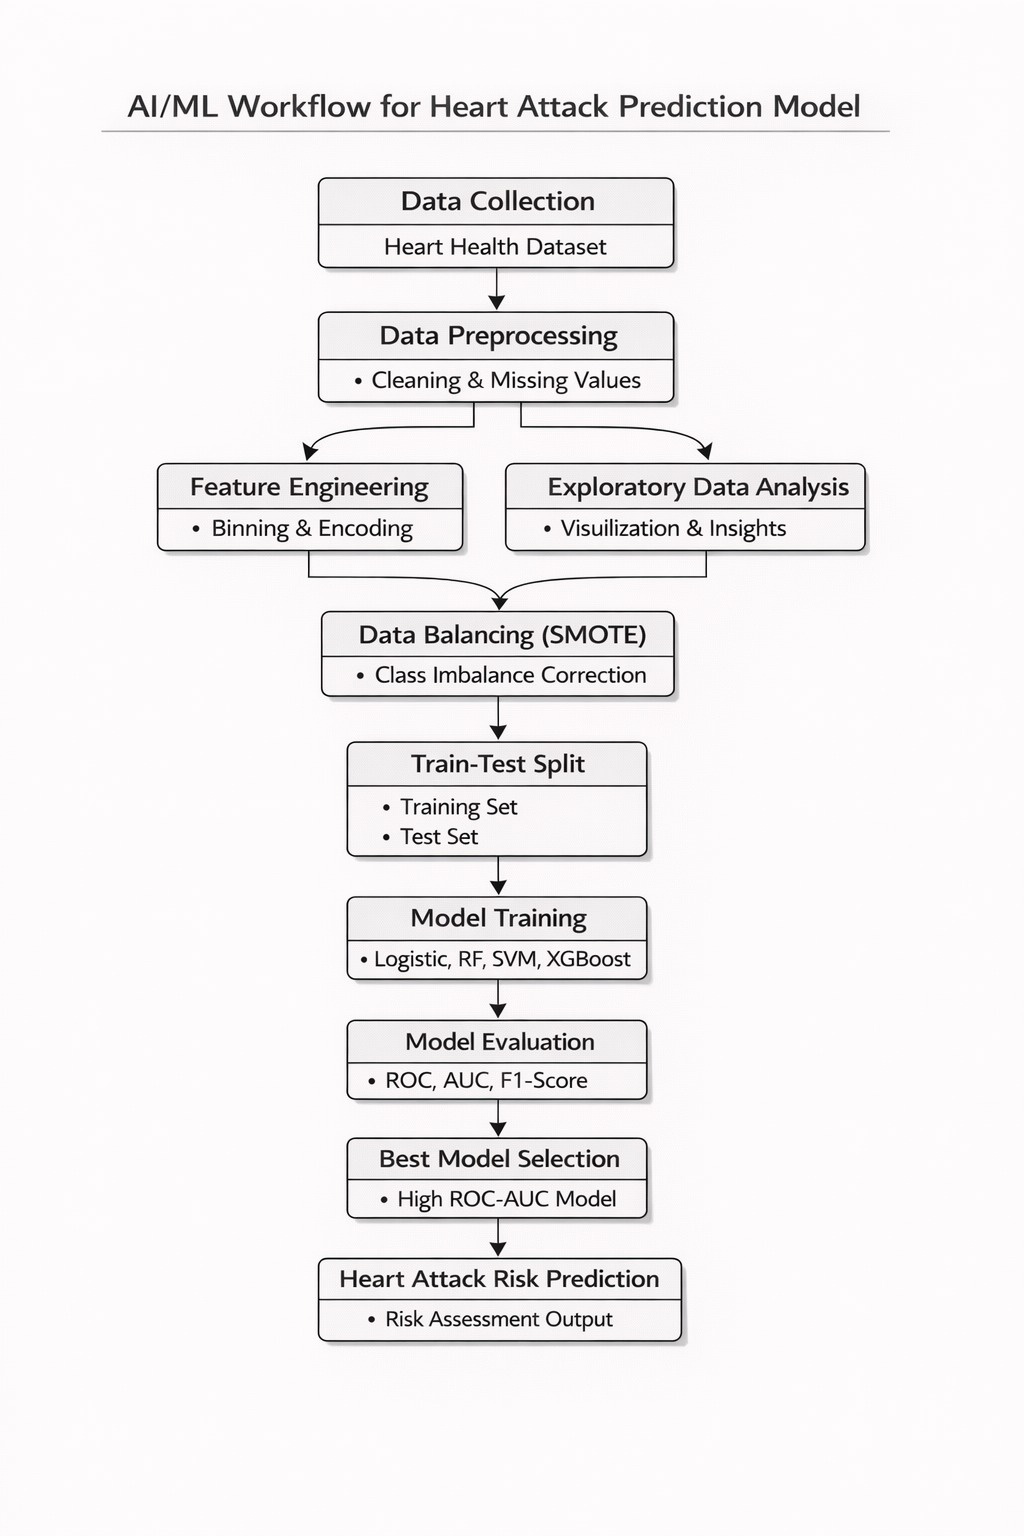 AI/ML Workflow for Heart Attack Prediction Model
Data Collection
Heart Health Dataset
Data Preprocessing
• Cleaning & Missing Values
Feature Engineering
• Binning & Encoding
Exploratory Data Analysis
• Visuilization & Insights
Data Balancing (SMOTE)
• Class Imbalance Correction
Train-Test Split
• Training Set
• Test Set
Model Training
• Logistic, RF, SVM, XGBoost
Model Evaluation
• ROC, AUC, F1-Score
Best Model Selection
• High ROC-AUC Model
Heart Attack Risk Prediction
• Risk Assessment Output